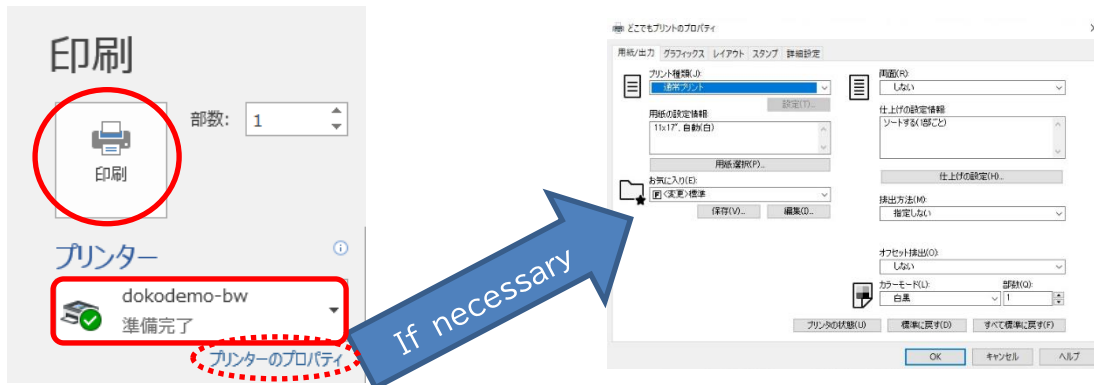 印刷
部数: 1
印刷
プリンター
dokodemo-bw
準備完了
プリンターのプロパティ
If necessary
どこでもプリントのプロパティ
用紙/出力 グラフィックス レイアウト スタンプ 詳細設定
プリント種類(J):
通常プリント
設定(T)...
用紙の設定情報
11x17", 自動(白)
用紙選択(P)...
お気に入り(E):
<変更>標準
保存(V)... 編集(I)...
両面(R):
しない
仕上げの設定情報
ソートする(1部ごと)
仕上げの設定(H)...
排出方法(M):
指定しない
オフセット排出(O):
しない
カラーモード(L): 部数(Q):
白黒 1
プリンタの状態(U) 標準に戻す(D) すべて標準に戻す(F)
OK キャンセル ヘルプ